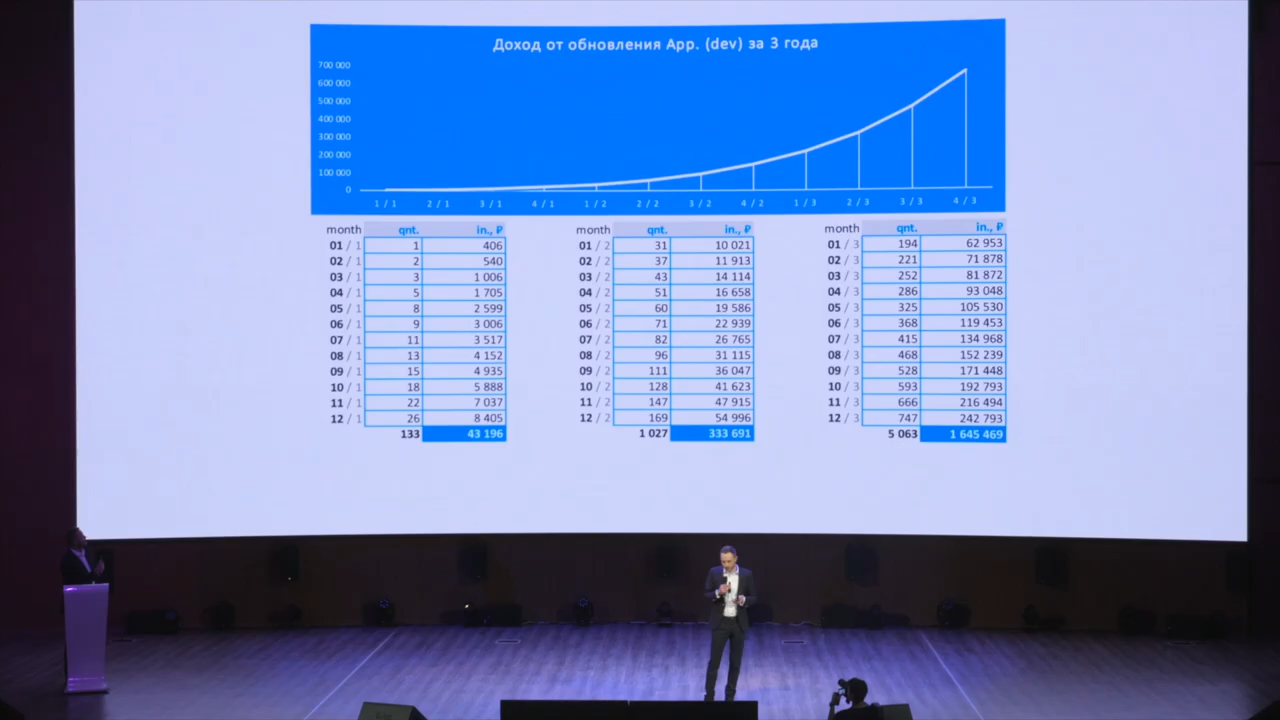 Доход от обновления App. (dev) за 3 года
700 000
600 000
500 000
400 000
300 000
200 000
100 000
0
1 / 1 2 / 1 3 / 1 4 / 1 1 / 2 2 / 2 3 / 2 4 / 2 1 / 3 2 / 3 3 / 3 4 / 3
month qnt. in., ₽
01 / 1 1 406
02 / 1 2 540
03 / 1 3 1 006
04 / 1 5 1 705
05 / 1 8 2 599
06 / 1 9 3 006
07 / 1 11 3 517
08 / 1 13 4 152
09 / 1 15 4 935
10 / 1 18 5 888
11 / 1 22 7 037
12 / 1 26 8 405
133 43 196
month qnt. in., ₽
01 / 2 31 10 021
02 / 2 37 11 913
03 / 2 43 14 114
04 / 2 51 16 658
05 / 2 60 19 586
06 / 2 71 22 939
07 / 2 82 26 765
08 / 2 96 31 115
09 / 2 111 36 047
10 / 2 128 41 623
11 / 2 147 47 915
12 / 2 169 54 996
1 027 333 691
month qnt. in., ₽
01 / 3 194 62 953
02 / 3 221 71 878
03 / 3 252 81 872
04 / 3 286 93 048
05 / 3 325 105 530
06 / 3 368 119 453
07 / 3 415 134 968
08 / 3 468 152 239
09 / 3 528 171 448
10 / 3 593 192 793
11 / 3 666 216 494
12 / 3 747 242 793
5 063 1 645 469